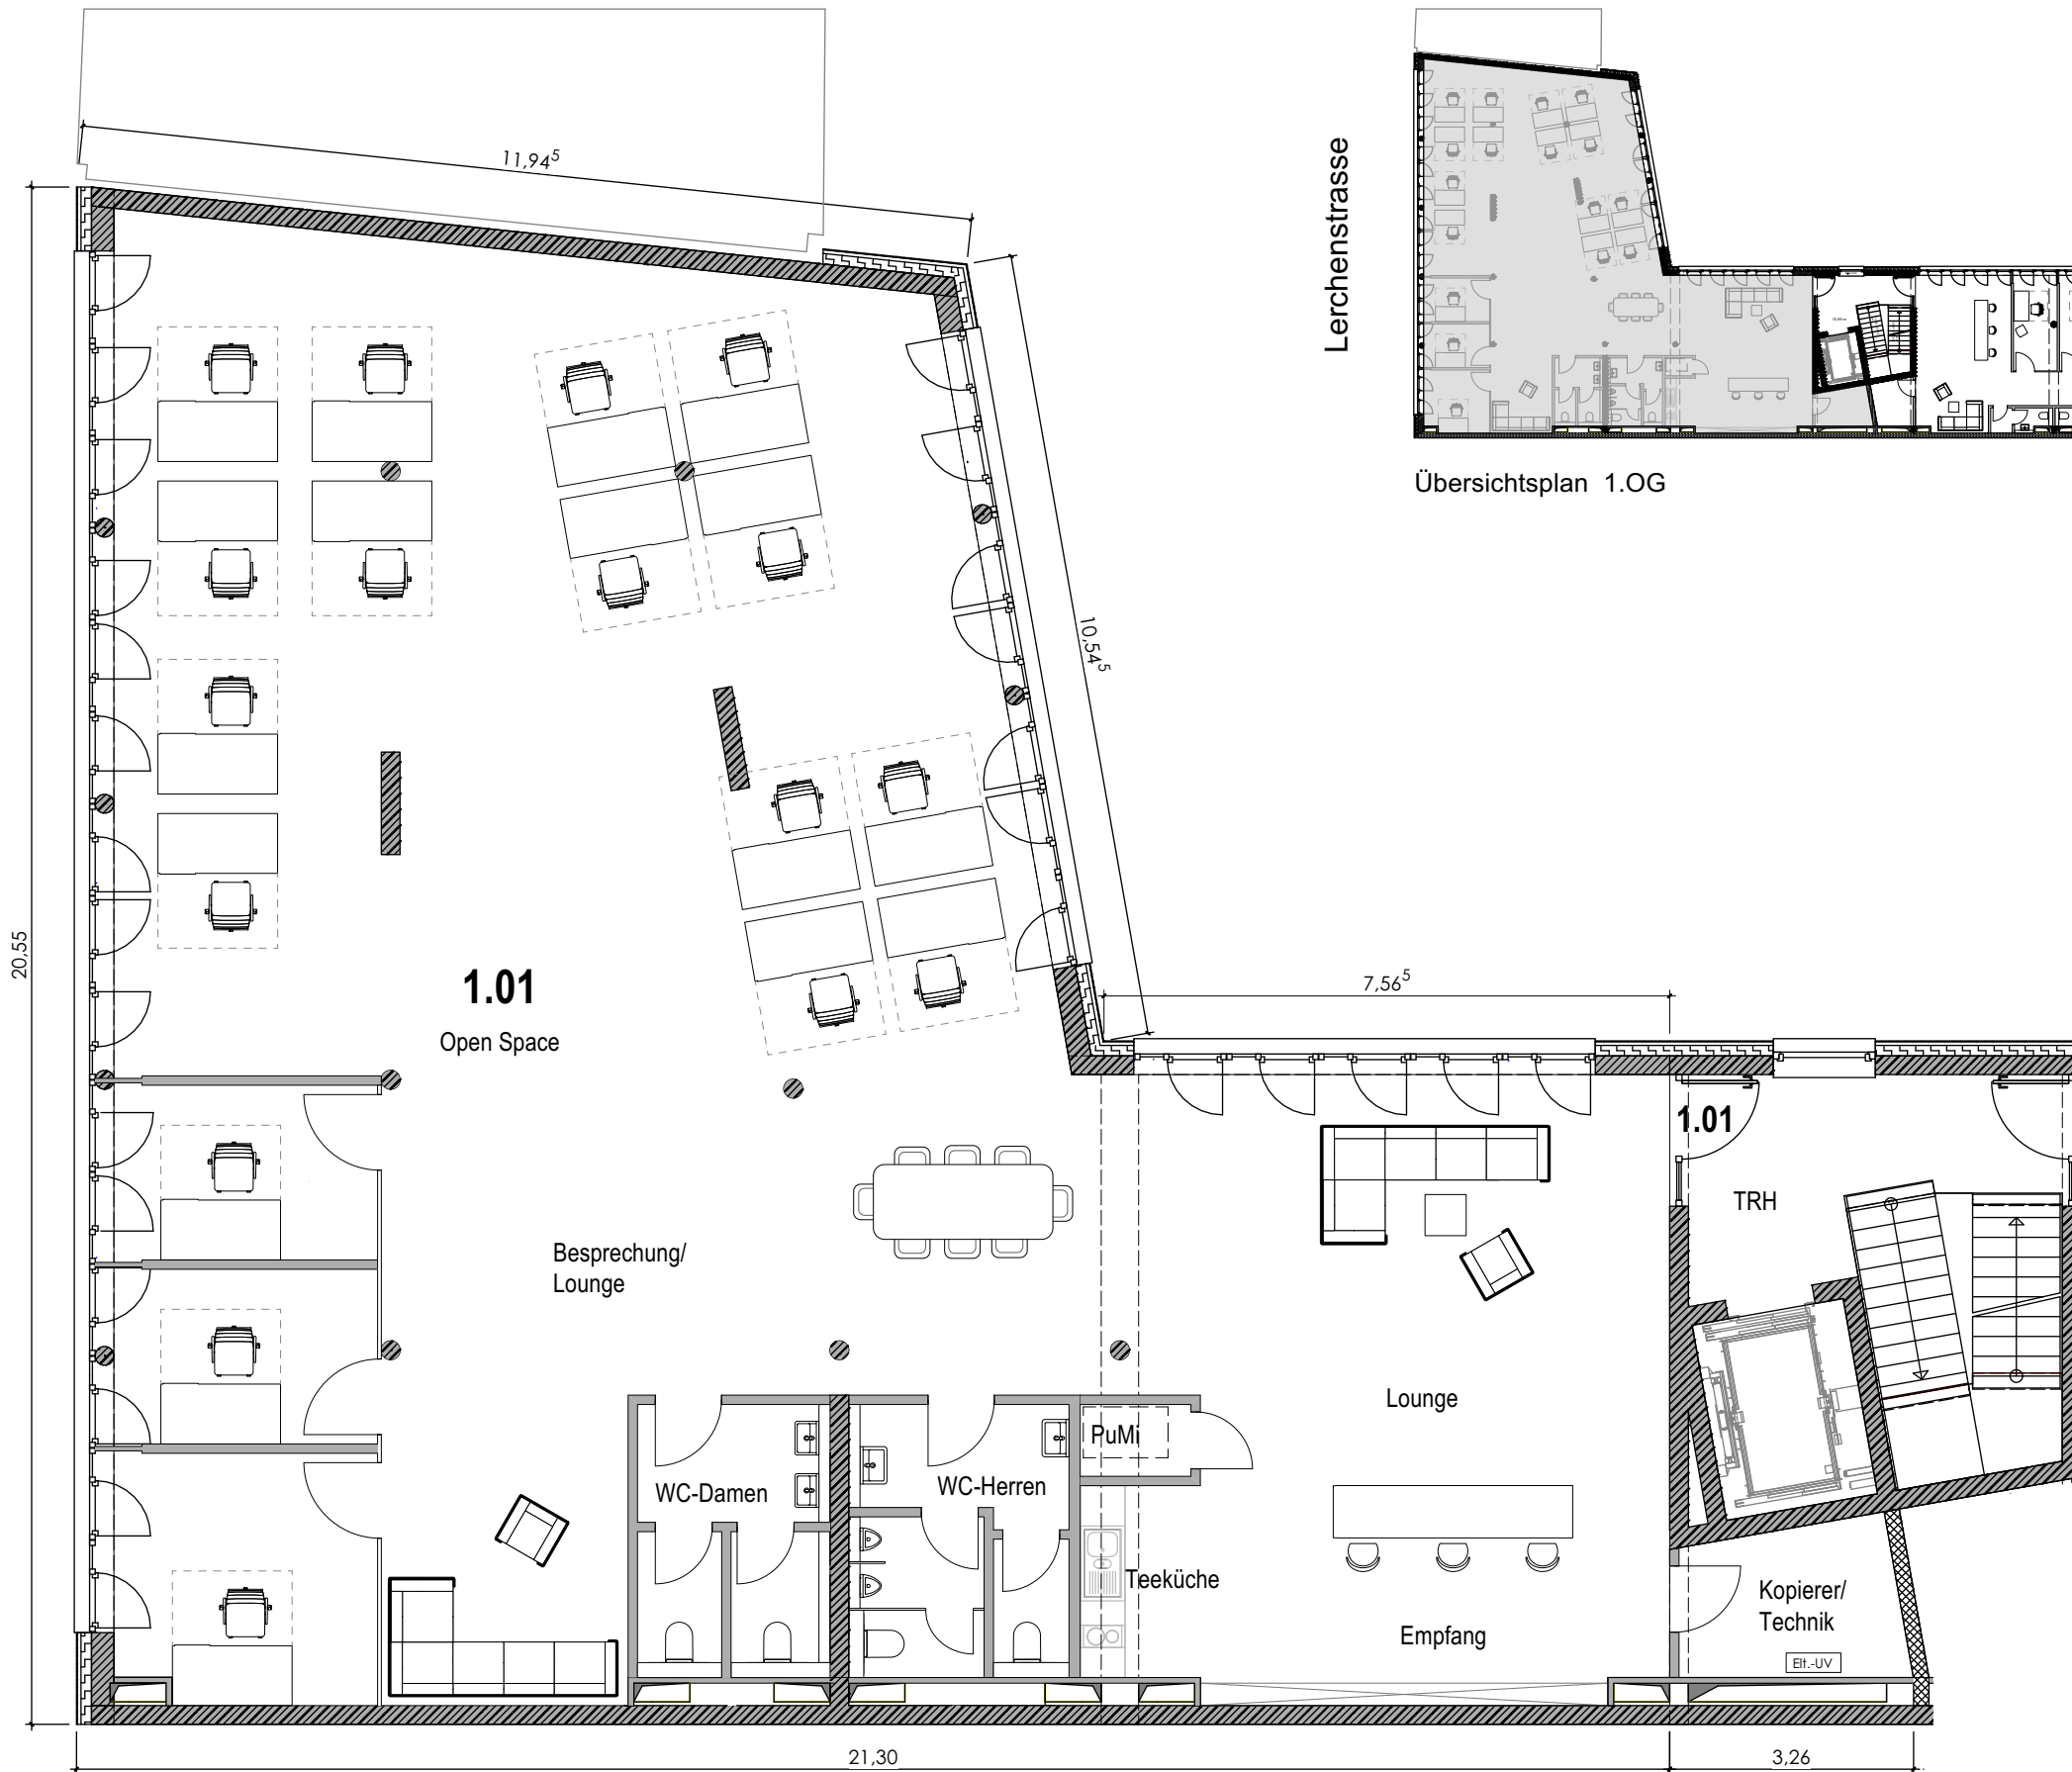 11,94⁵
Lerchenstrasse
Übersichtsplan 1.OG
10,54⁵
20,55
1.01
Open Space
7,56⁵
1.01
TRH
Besprechung/
Lounge
Lounge
PuMi
WC-Damen
WC-Herren
Teeküche
Empfang
Kopierer/
Technik
Elt.-UV
21,30
3,26